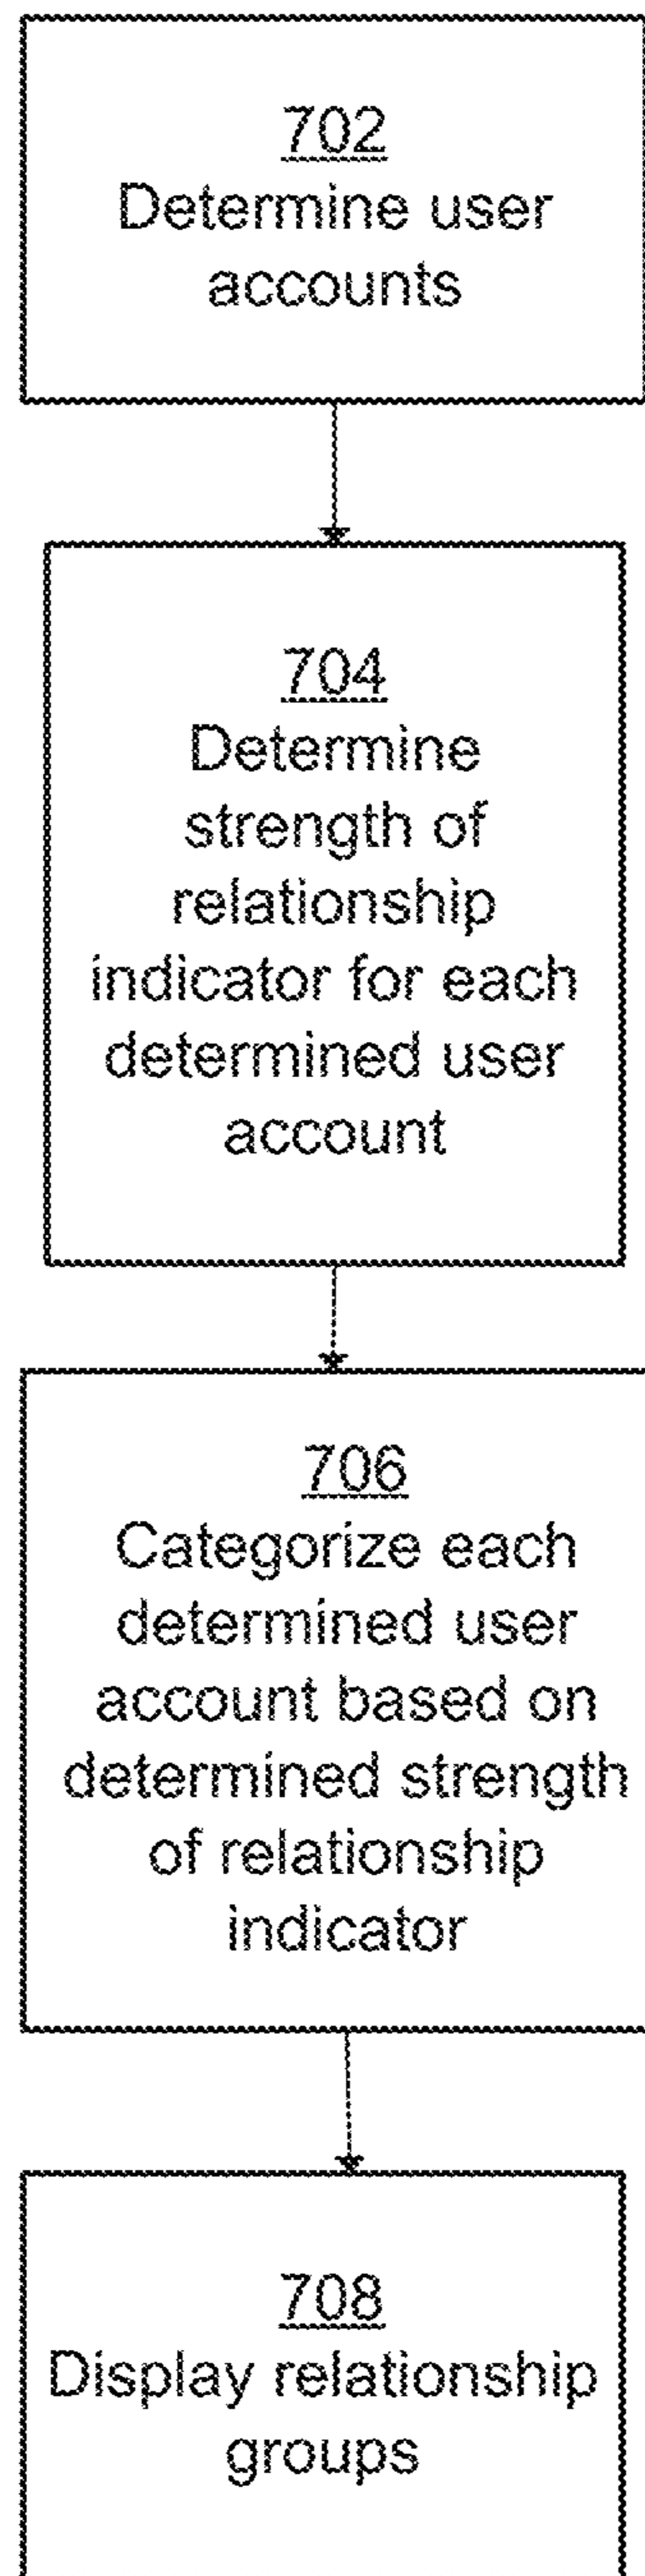 702
Determine user
accounts
704
Determine
strength of
relationship
indicator for each
determined user
account
706
Categorize each
determined user
account based on
determined strength
of relationship
indicator
708
Display relationship
groups